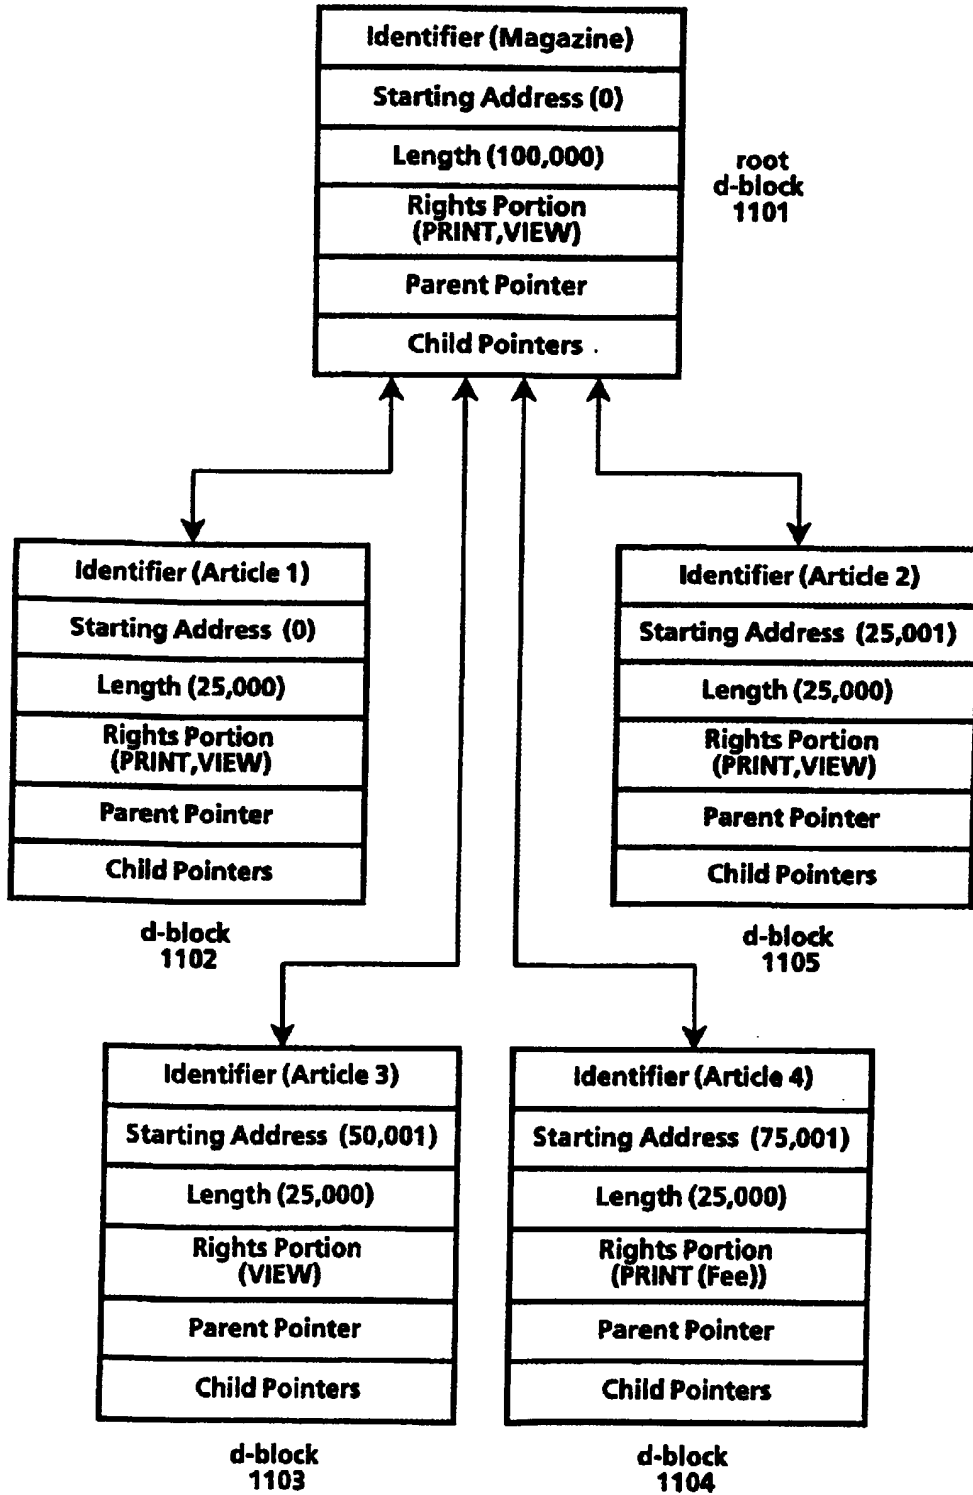 Identifier (Magazine)
Starting Address (0)
Length (100,000)
Rights Portion
(PRINT,VIEW)
Parent Pointer
Child Pointers
root
d-block
1101
Identifier (Article 1)
Starting Address (0)
Length (25,000)
Rights Portion
(PRINT,VIEW)
Parent Pointer
Child Pointers
d-block
1102
Identifier (Article 2)
Starting Address (25,001)
Length (25,000)
Rights Portion
(PRINT,VIEW)
Parent Pointer
Child Pointers
d-block
1105
Identifier (Article 3)
Starting Address (50,001)
Length (25,000)
Rights Portion
(VIEW)
Parent Pointer
Child Pointers
d-block
1103
Identifier (Article 4)
Starting Address (75,001)
Length (25,000)
Rights Portion
(PRINT (Fee))
Parent Pointer
Child Pointers
d-block
1104